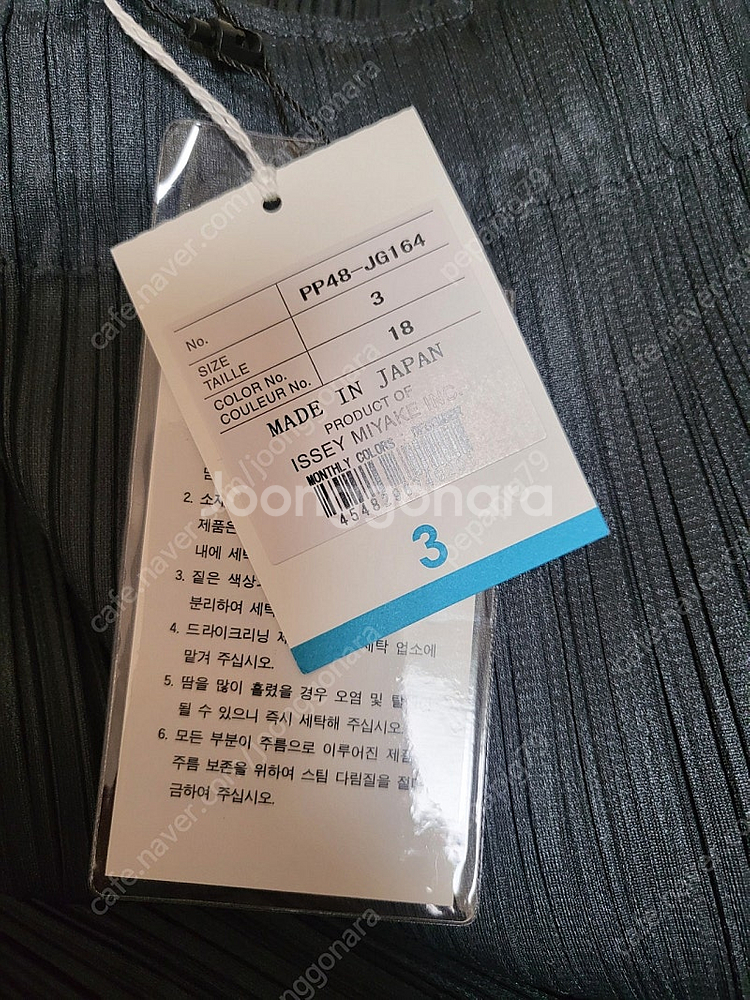 No. PP48-JG164
SIZE
TAILLE 3
COLOR No.
COULEUR No. 18
MADE IN JAPAN
PRODUCT OF
ISSEY MIYAKE INC.
MONTHLY COLORS
3
2. 소재
제품은
내에 세탁
3. 짙은 색상
분리하여 세탁
4. 드라이크리닝 세탁 업소에
맡겨 주십시오.
5. 땀을 많이 흘렸을 경우 오염 및
될 수 있으니 즉시 세탁해 주십시오.
6. 모든 부분이 주름으로 이루어진 제품
주름 보존을 위하여 스팀 다림질을
금하여 주십시오.
Joonggonara
cafe.naver.com/joonggonara
pepang79